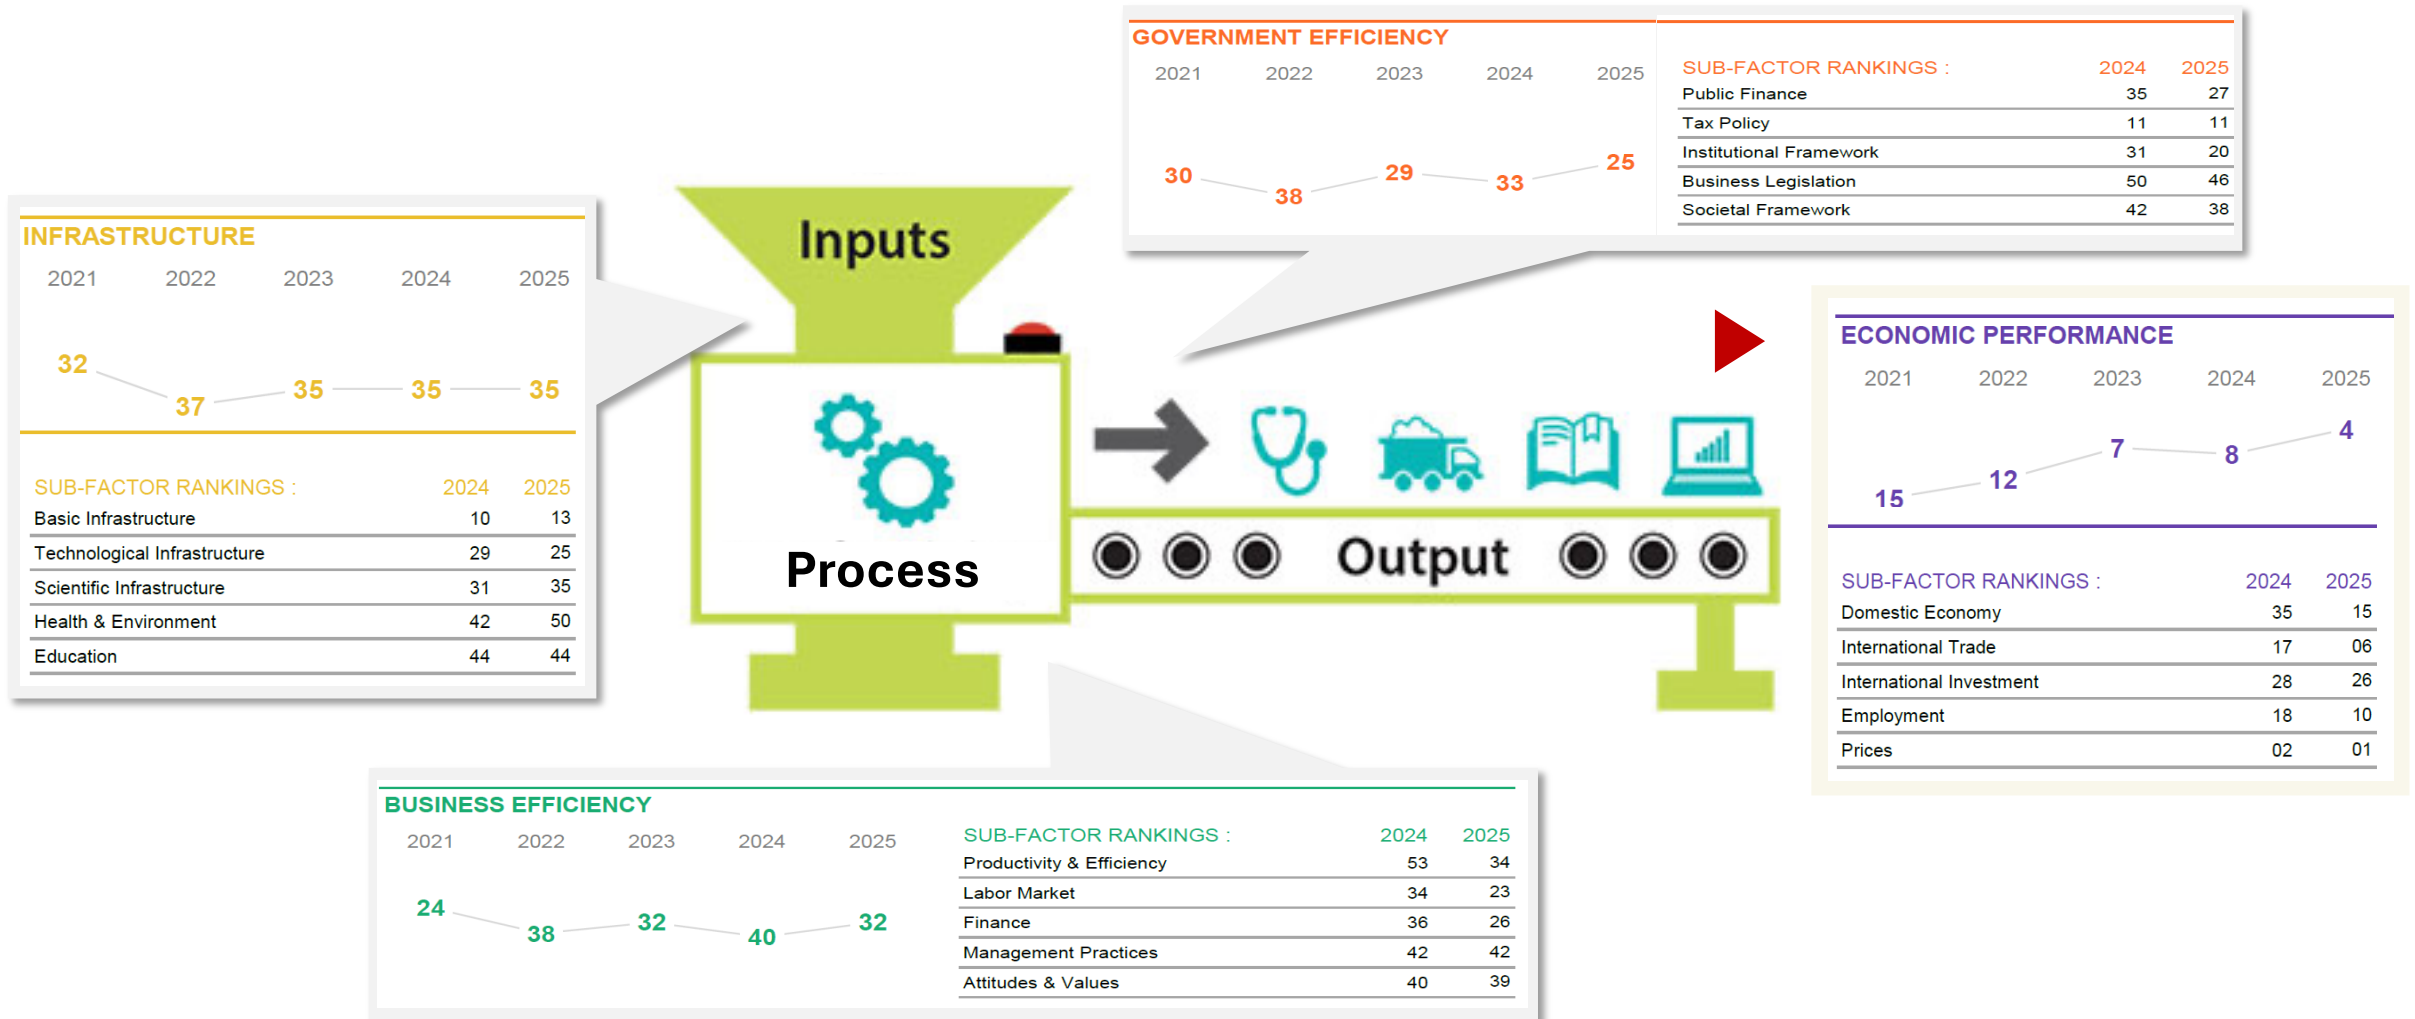 GOVERNMENT EFFICIENCY
2021 2022 2023 2024 2025
30 38 29 33 25
SUB-FACTOR RANKINGS : 2024 2025
Public Finance 35 27
Tax Policy 11 11
Institutional Framework 31 20
Business Legislation 50 46
Societal Framework 42 38
INFRASTRUCTURE
2021 2022 2023 2024 2025
32 37 35 35 35
SUB-FACTOR RANKINGS : 2024 2025
Basic Infrastructure 10 13
Technological Infrastructure 29 25
Scientific Infrastructure 31 35
Health & Environment 42 50
Education 44 44
Inputs
Process
Output
ECONOMIC PERFORMANCE
2021 2022 2023 2024 2025
15 12 7 8 4
SUB-FACTOR RANKINGS : 2024 2025
Domestic Economy 35 15
International Trade 17 06
International Investment 28 26
Employment 18 10
Prices 02 01
BUSINESS EFFICIENCY
2021 2022 2023 2024 2025
24 38 32 40 32
SUB-FACTOR RANKINGS : 2024 2025
Productivity & Efficiency 53 34
Labor Market 34 23
Finance 36 26
Management Practices 42 42
Attitudes & Values 40 39